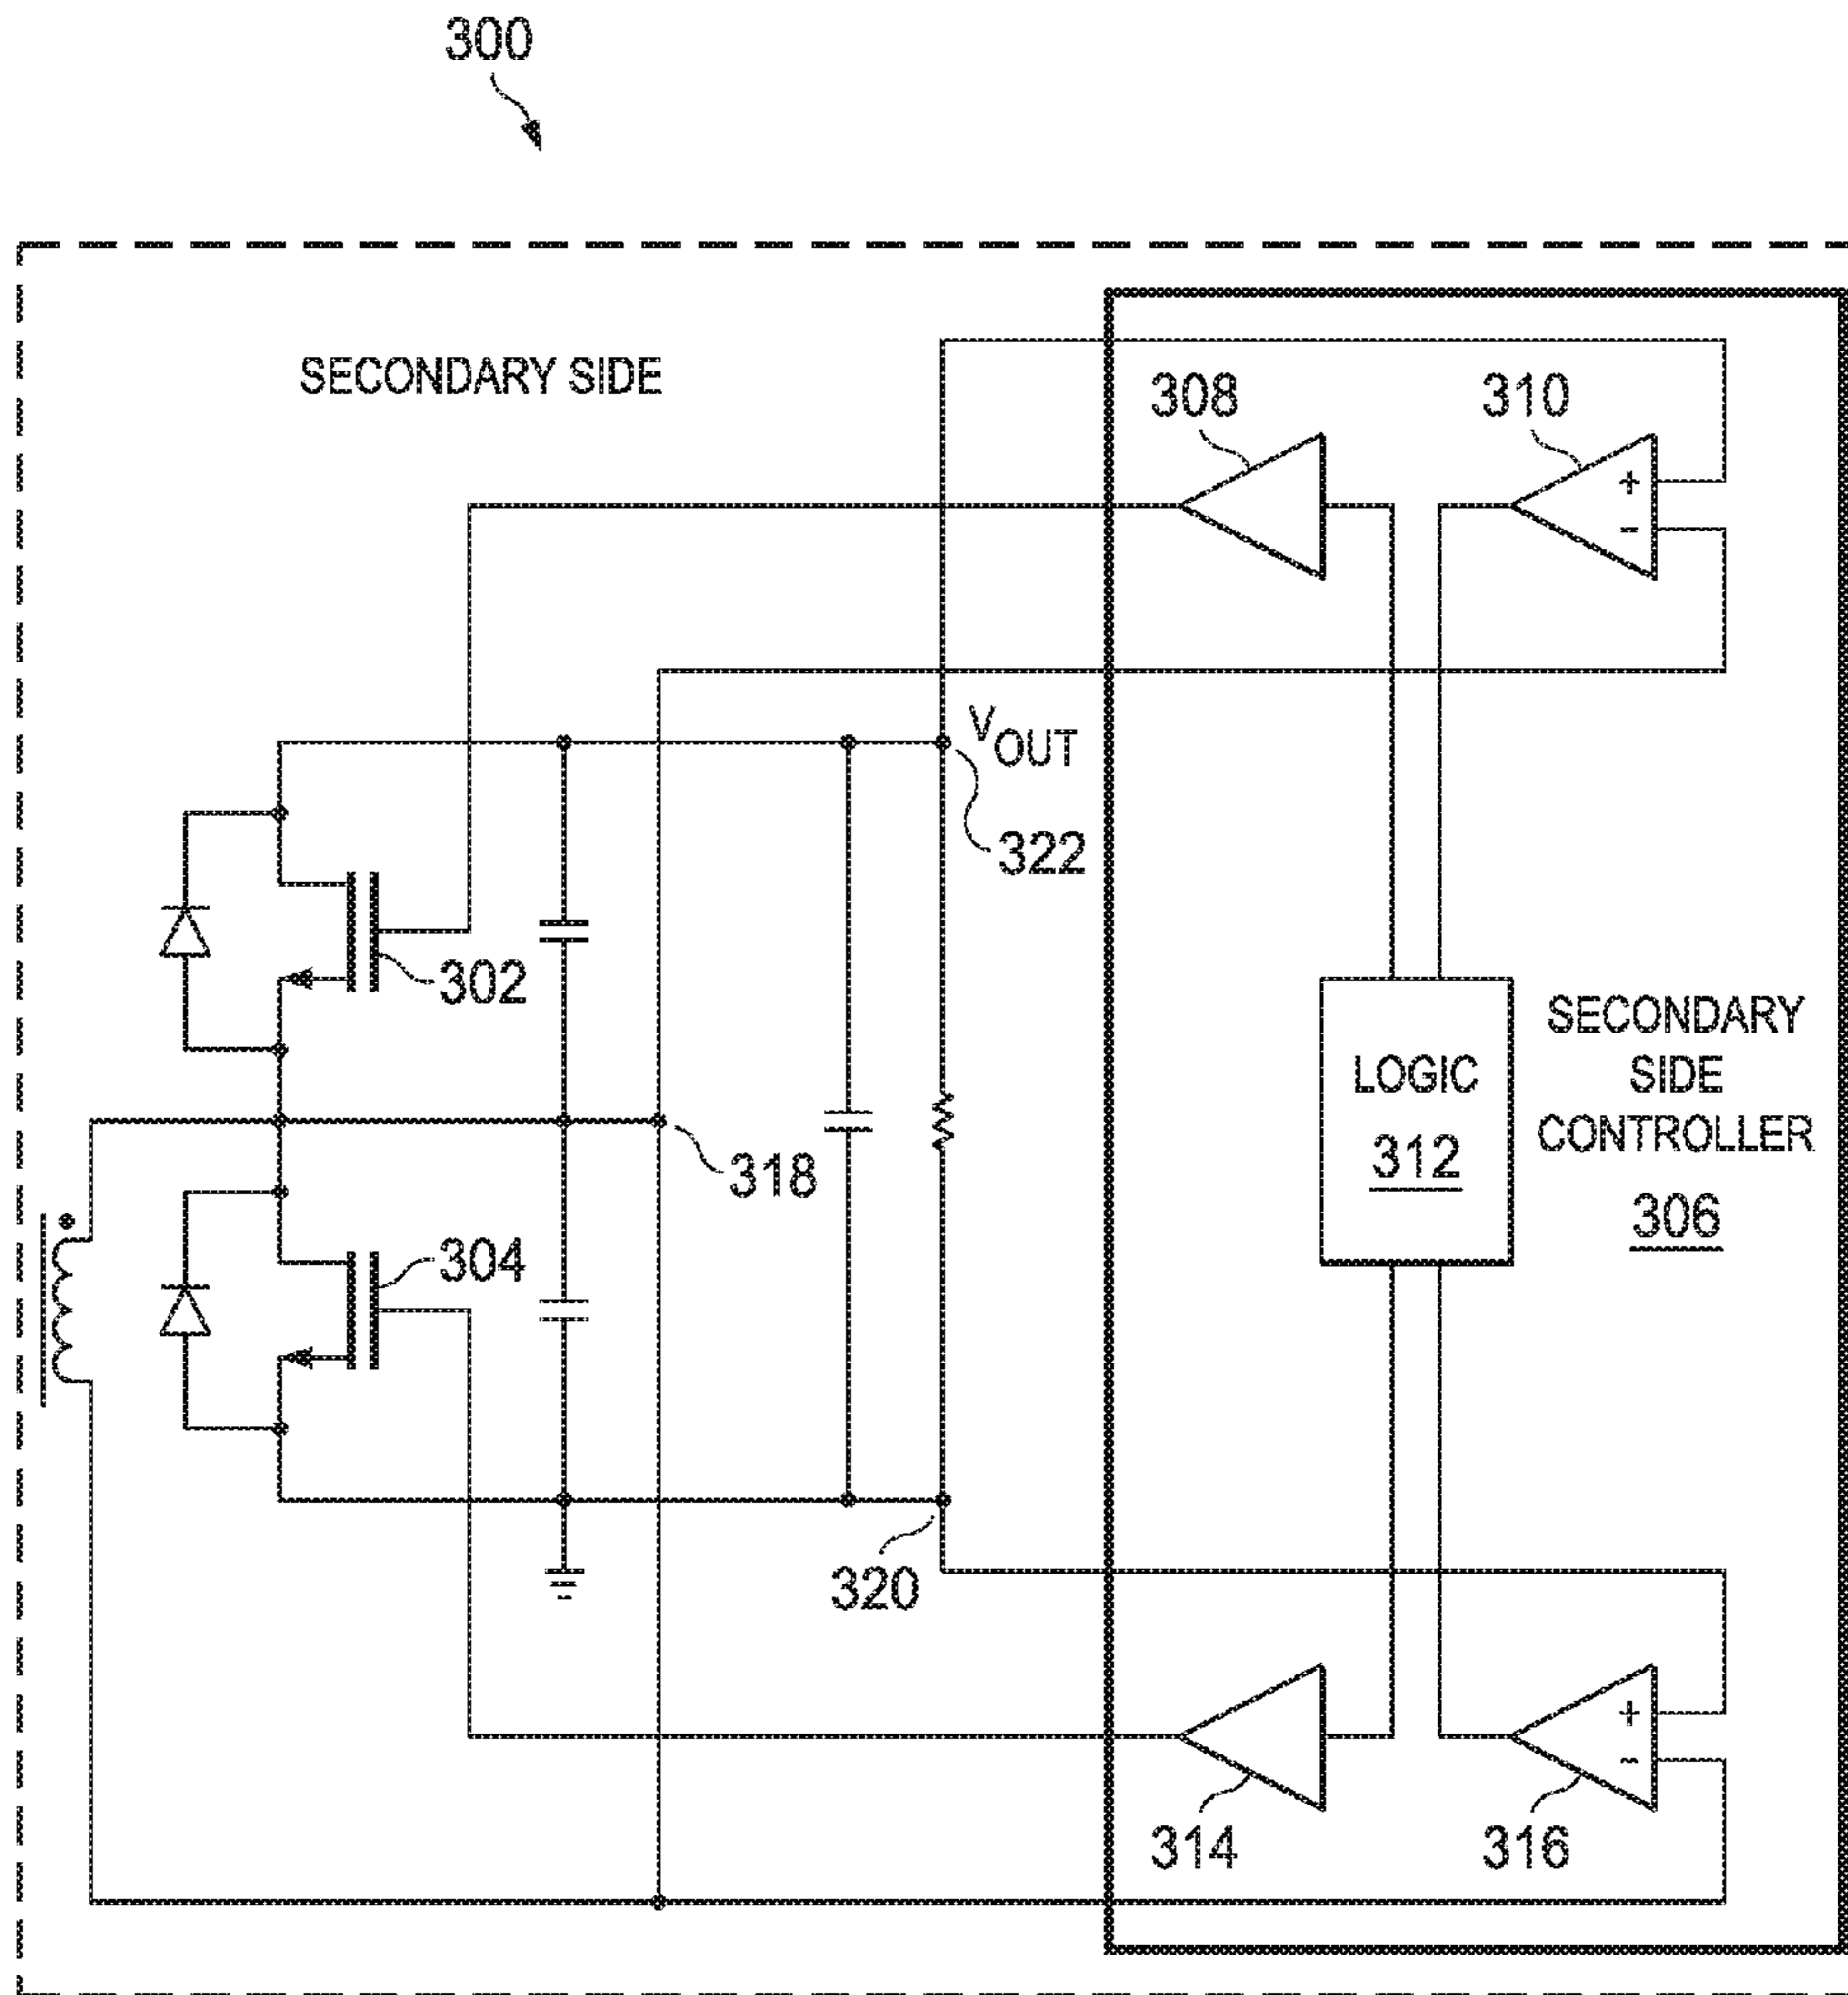 300
SECONDARY SIDE
308
310
+
-
VOUT
322
302
LOGIC
312
SECONDARY
SIDE
CONTROLLER
306
318
304
320
+
-
314
316